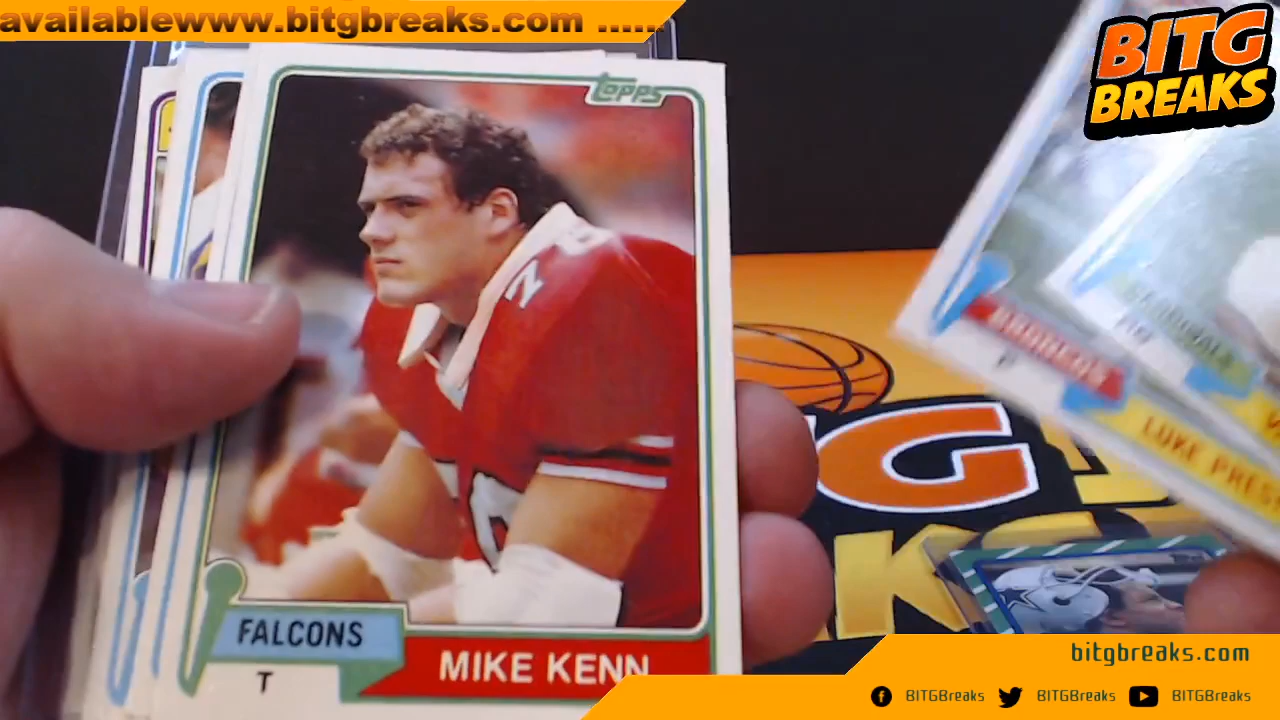 availablewww.bitgbreaks.com .....
BITG
BREAKS
topps
FALCONS
T
MIKE KENN
BRONCOS
LUKE PRES
bitgbreaks.com
BITGBreaks
BITGBreaks
BITGBreaks